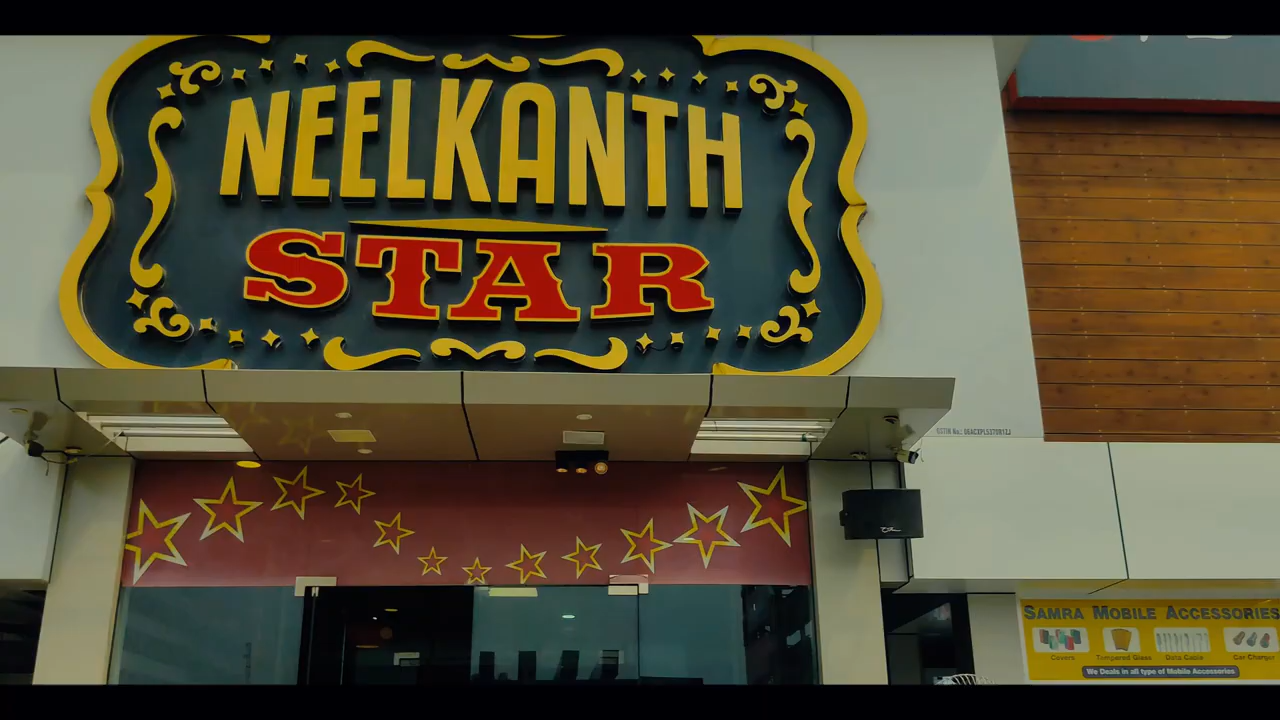 NEELKANTH
STAR
SAMRA MOBILE ACCESSORIES
Covers Tempered Glass Data Cable Car Charger
We Deals in all type of Mobile Accessories